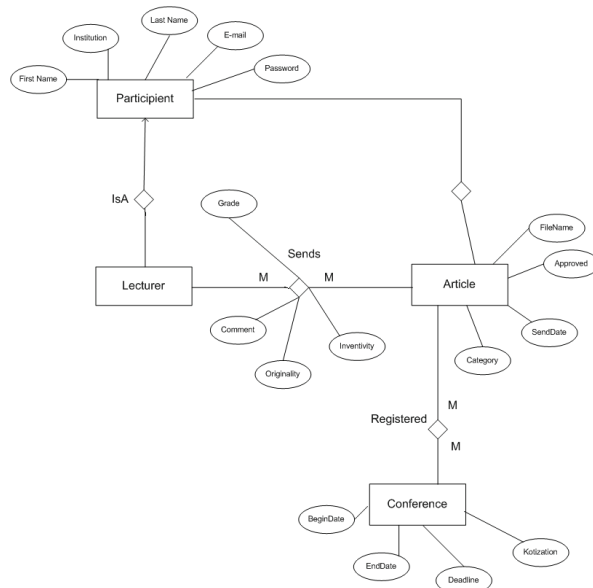 Last Name
Institution
E-mail
First Name
Password
Participient
IsA
Grade
Sends
FileName
Approved
Lecturer
M
M
Article
Comment
Inventivity
SendDate
Originality
Category
M
Registered
M
Conference
BeginDate
EndDate
Deadline
Kotization